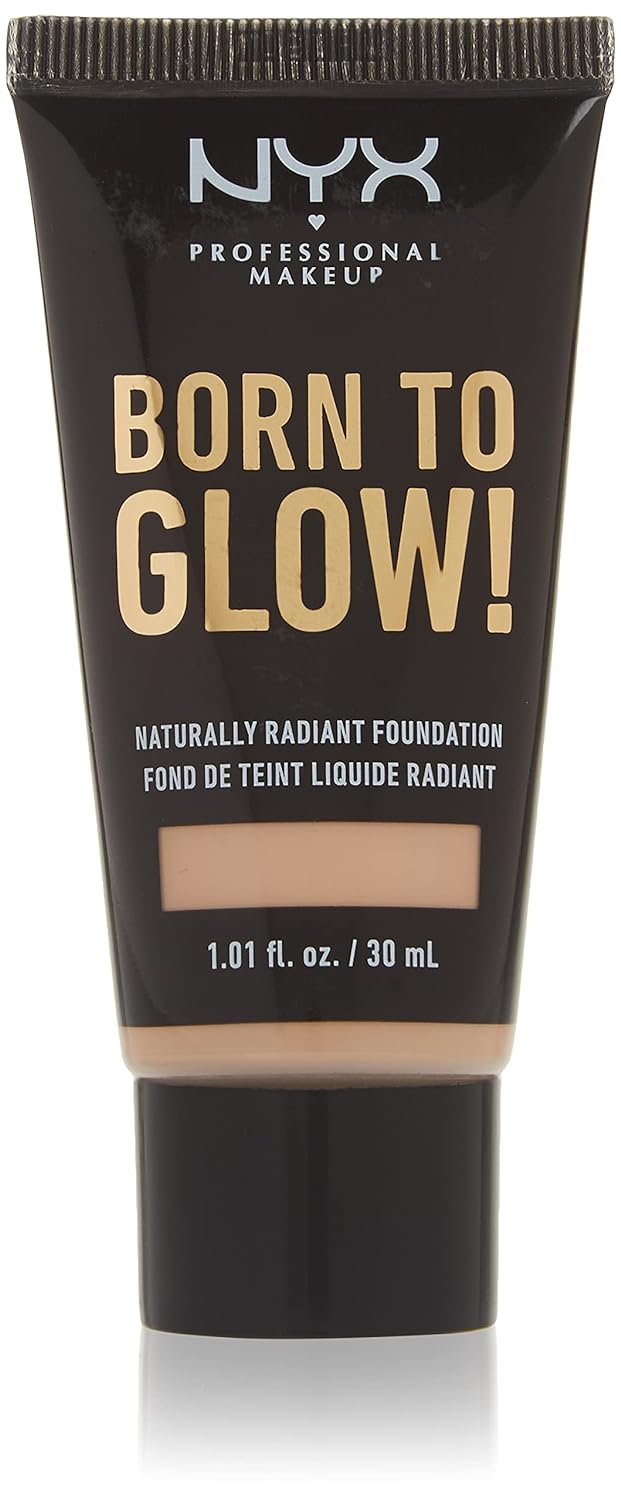 NYX
PROFESSIONAL
MAKEUP
BORN TO
GLOW!
NATURALLY RADIANT FOUNDATION
FOND DE TEINT LIQUIDE RADIANT
1.01 fl. oz. / 30 mL